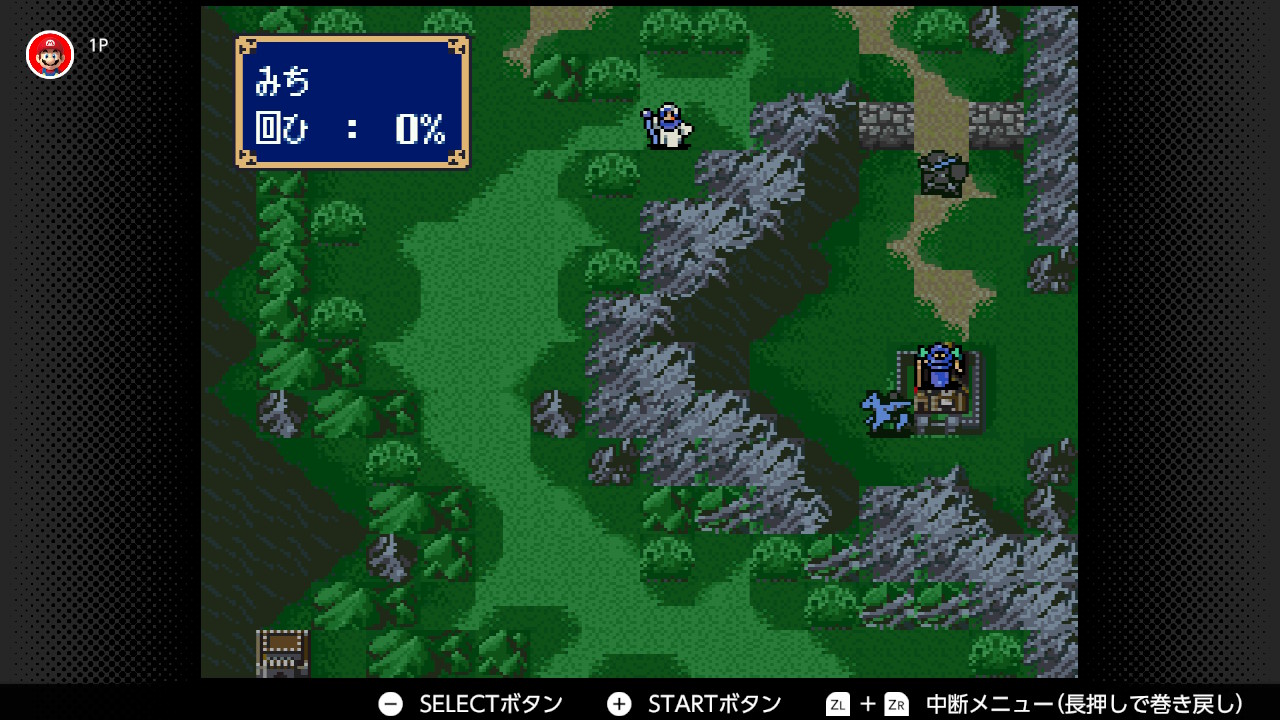 1P
みち
回ひ : 0%
SELECTボタン
STARTボタン
ZL + ZR 中断メニュー(長押しで巻き戻し)